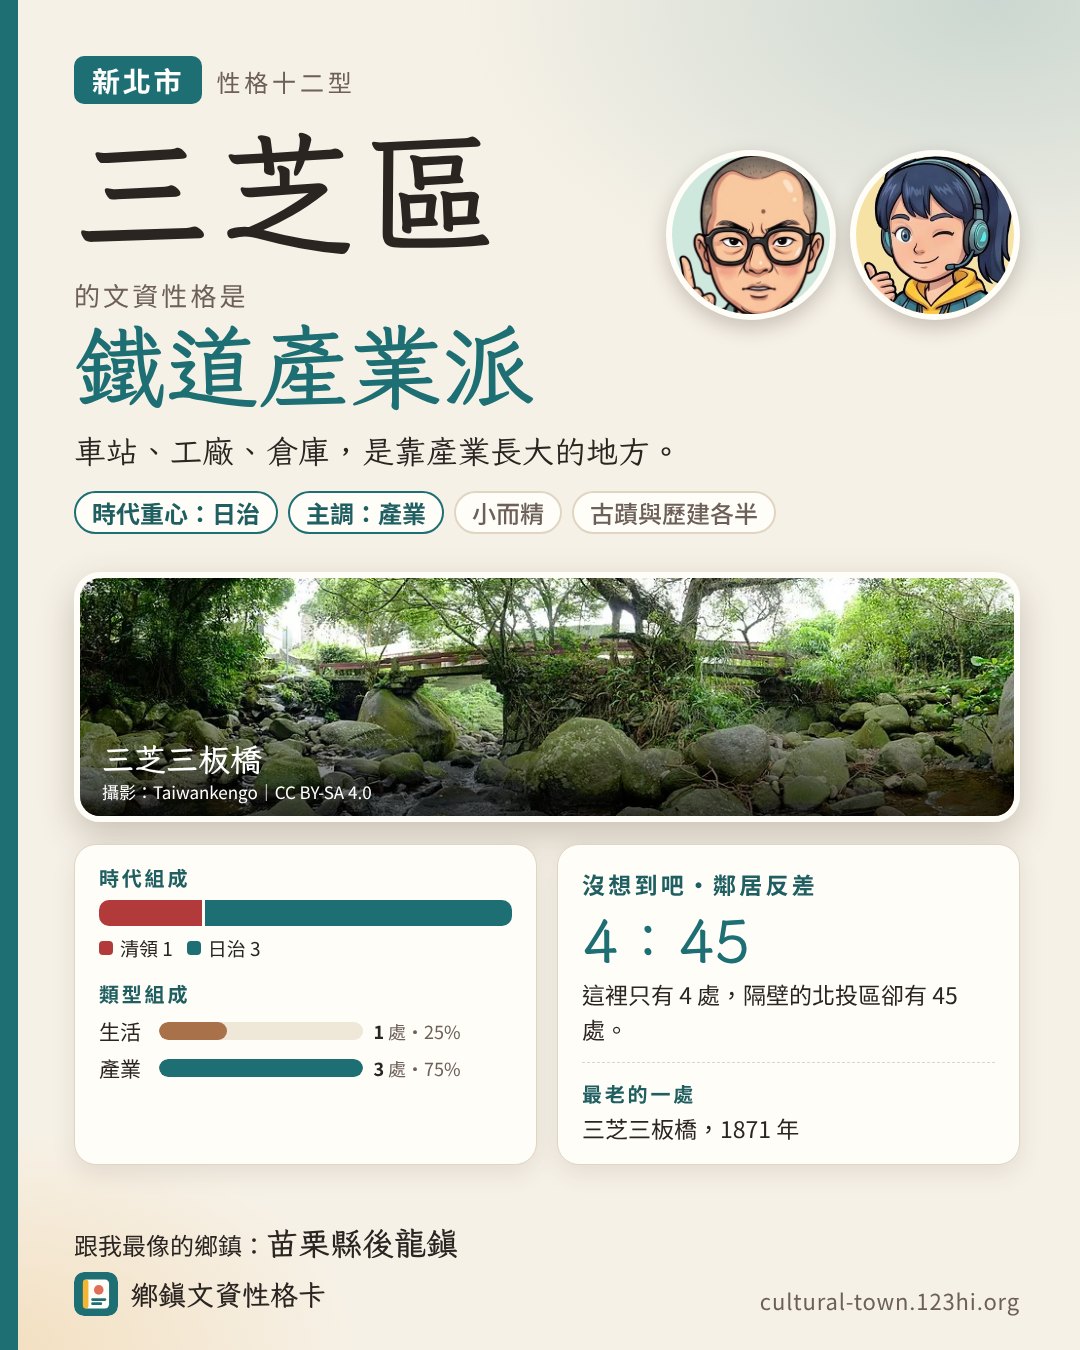 新北市 性格十二型
三芝區
的文資性格是
鐵道產業派
車站、工廠、倉庫，是靠產業長大的地方。
時代重心：日治 主調：產業 小而精 古蹟與歷建各半
三芝三板橋
攝影：Taiwankengo｜CC BY-SA 4.0
時代組成
清領 1 日治 3
類型組成
生活 1 處・25%
產業 3 處・75%
沒想到吧・鄰居反差
4：45
這裡只有 4 處，隔壁的北投區卻有 45
處。
最老的一處
三芝三板橋，1871 年
跟我最像的鄉鎮：苗栗縣後龍鎮
鄉鎮文資性格卡
cultural-town.123hi.org